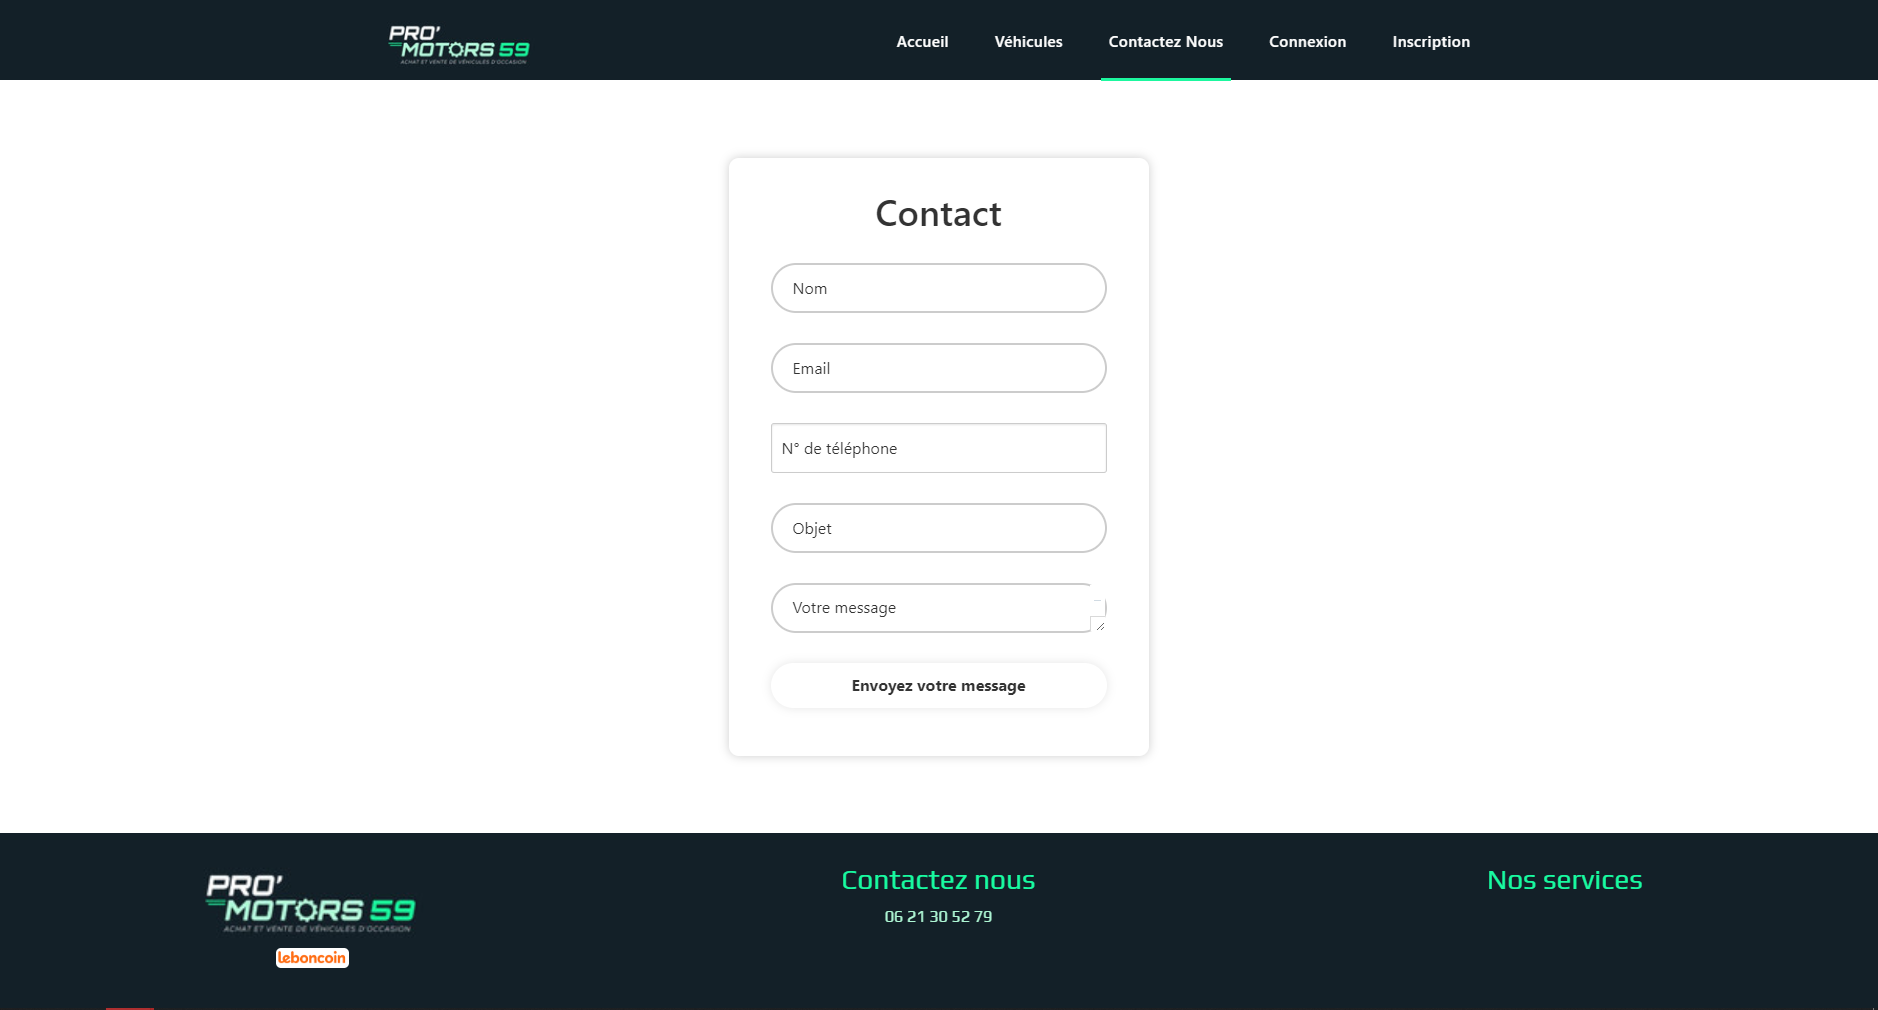 PRO'
MOTORS 59
ACHAT ET VENTE DE VÉHICULES D'OCCASION
Accueil
Véhicules
Contactez Nous
Connexion
Inscription
Contact
Nom
Email
N° de téléphone
Objet
Votre message
Envoyez votre message
PRO'
MOTORS 59
ACHAT ET VENTE DE VÉHICULES D'OCCASION
leboncoin
Contactez nous
06 21 30 52 79
Nos services